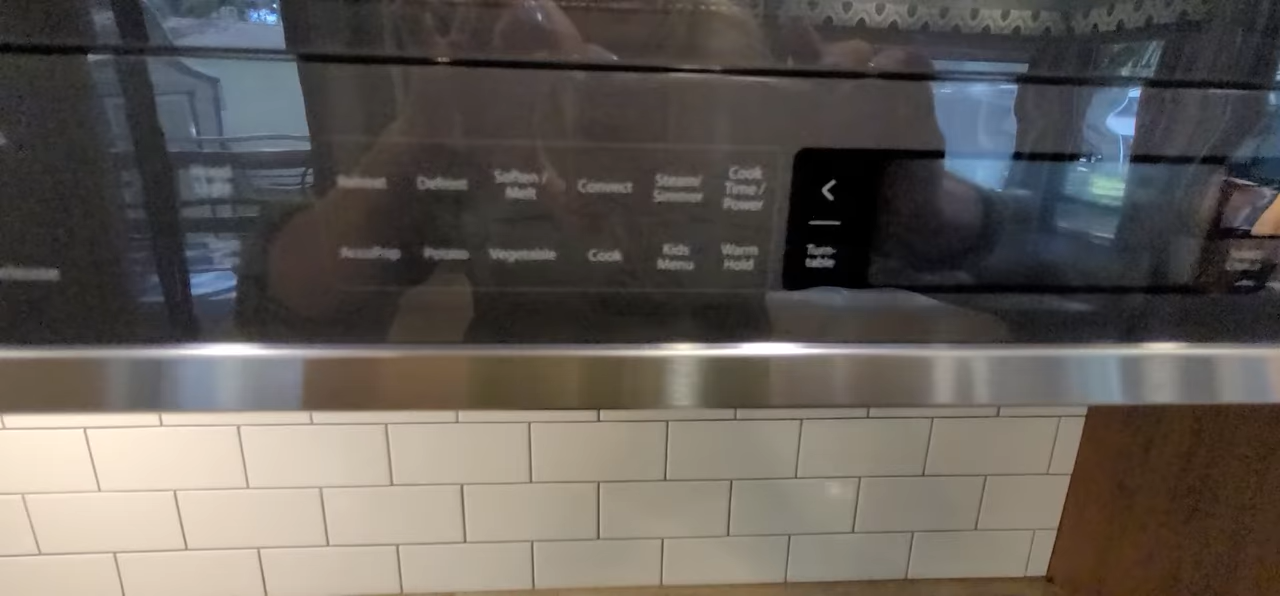 Reheat
Defrost
Soften /
Melt
Convect
Steam/
Simmer
Cook
Time /
Power
<
AccuPop
Potato
Vegetable
Cook
Kids
Menu
Warm
Hold
Turn-
table